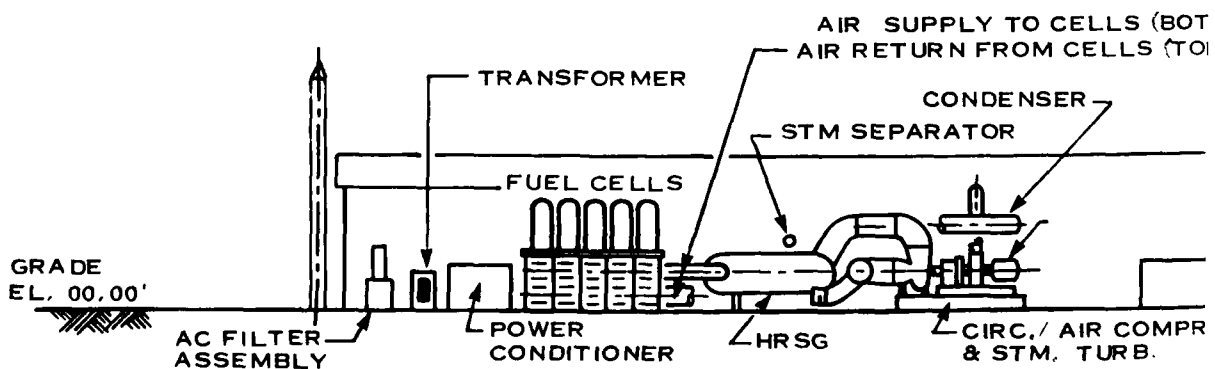 AIR SUPPLY TO CELLS (BOT
AIR RETURN FROM CELLS (TO
TRANSFORMER
CONDENSER
STM SEPARATOR
FUEL CELLS
GRADE
EL. 00.00'
AC FILTER
ASSEMBLY
POWER
CONDITIONER
HRSG
CIRC./ AIR COMPR
& STM. TURB.